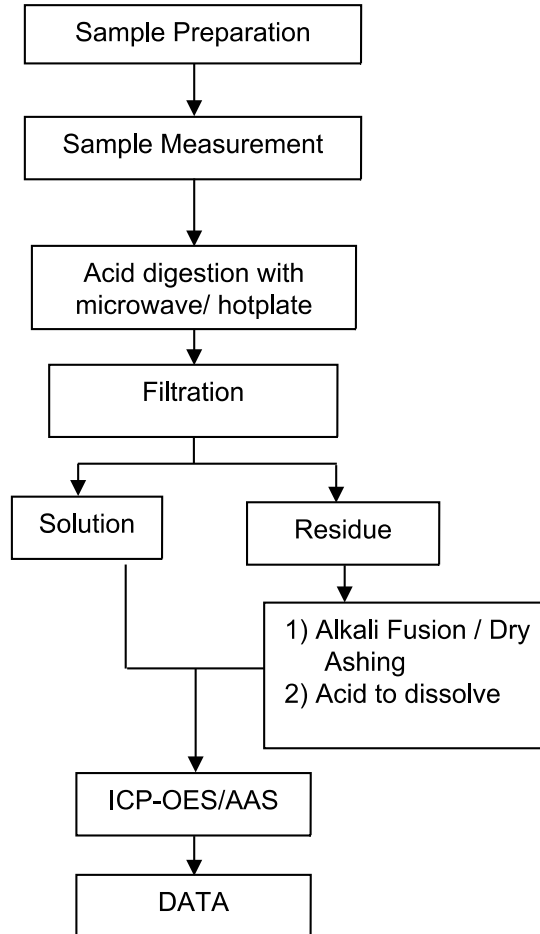 Sample Preparation
Sample Measurement
Acid digestion with
microwave/ hotplate
Filtration
Solution
Residue
1) Alkali Fusion / Dry
Ashing
2) Acid to dissolve
ICP-OES/AAS
DATA